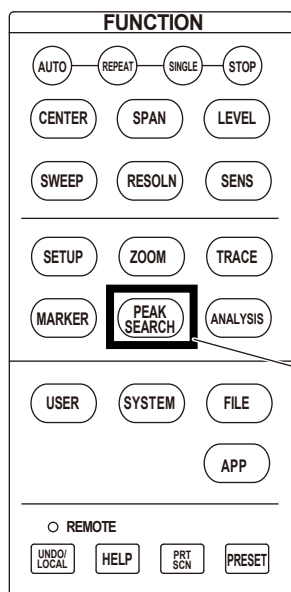 FUNCTION
AUTO REPEAT SINGLE STOP
CENTER SPAN LEVEL
SWEEP RESOLN SENS
SETUP ZOOM TRACE
MARKER PEAK SEARCH ANALYSIS
USER SYSTEM FILE
APP
REMOTE
UNDO/ LOCAL HELP PRT SCN PRESET